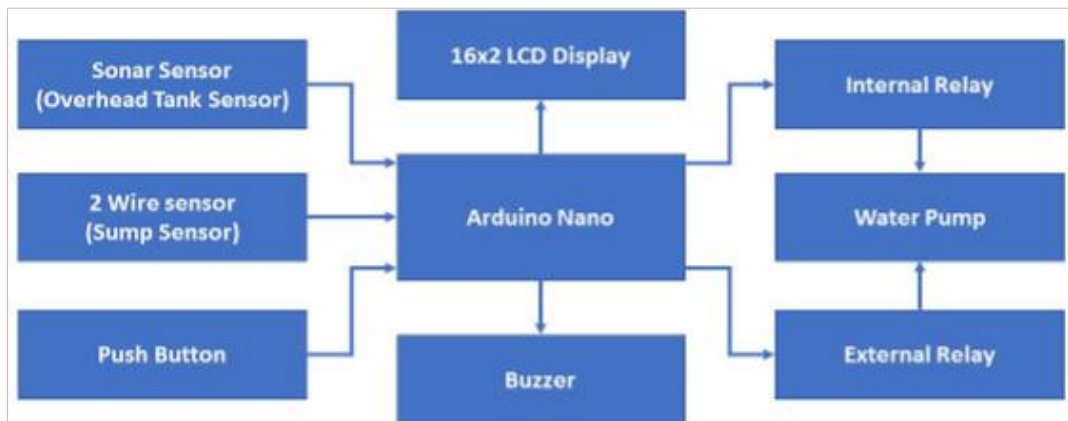 Sonar Sensor
(Overhead Tank Sensor)
16x2 LCD Display
Internal Relay
2 Wire sensor
(Sump Sensor)
Arduino Nano
Water Pump
Push Button
Buzzer
External Relay